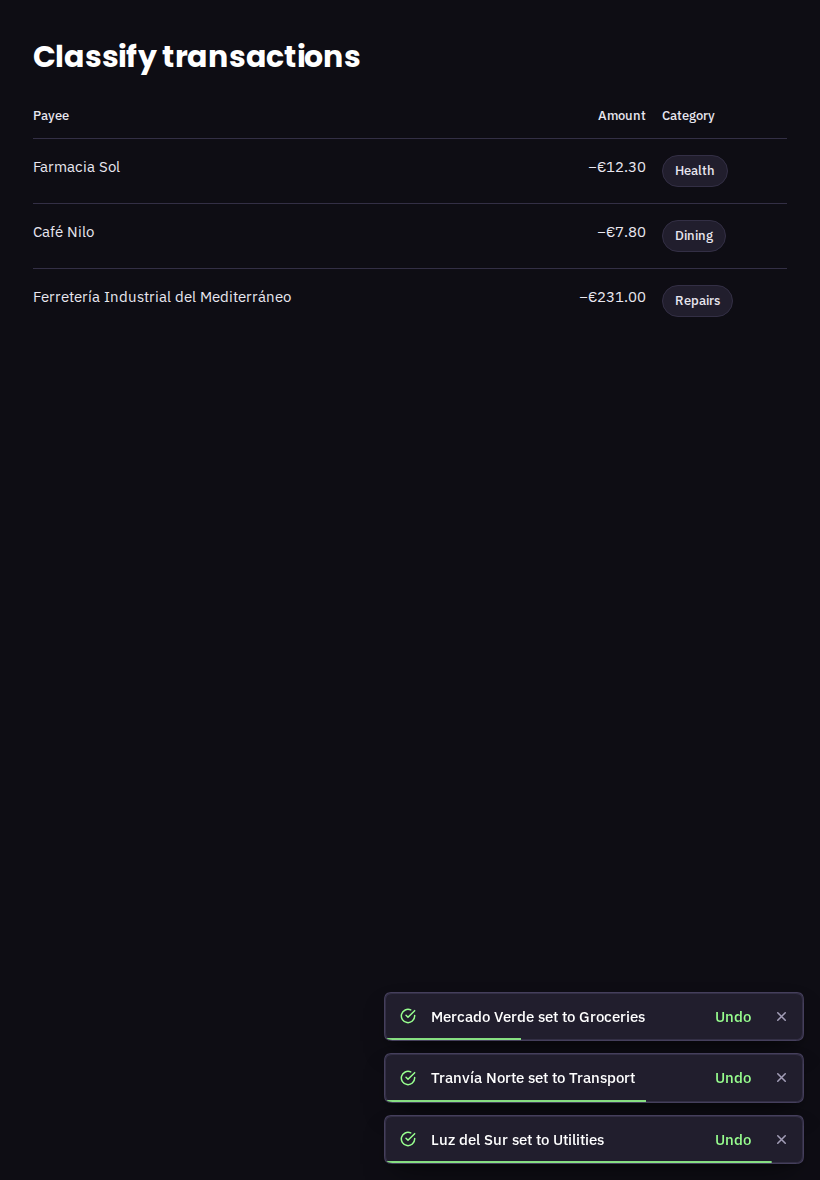 Classify transactions
Payee Amount Category
Farmacia Sol −€12.30 Health
Café Nilo −€7.80 Dining
Ferretería Industrial del Mediterráneo −€231.00 Repairs
Mercado Verde set to Groceries Undo
Tranvía Norte set to Transport Undo
Luz del Sur set to Utilities Undo